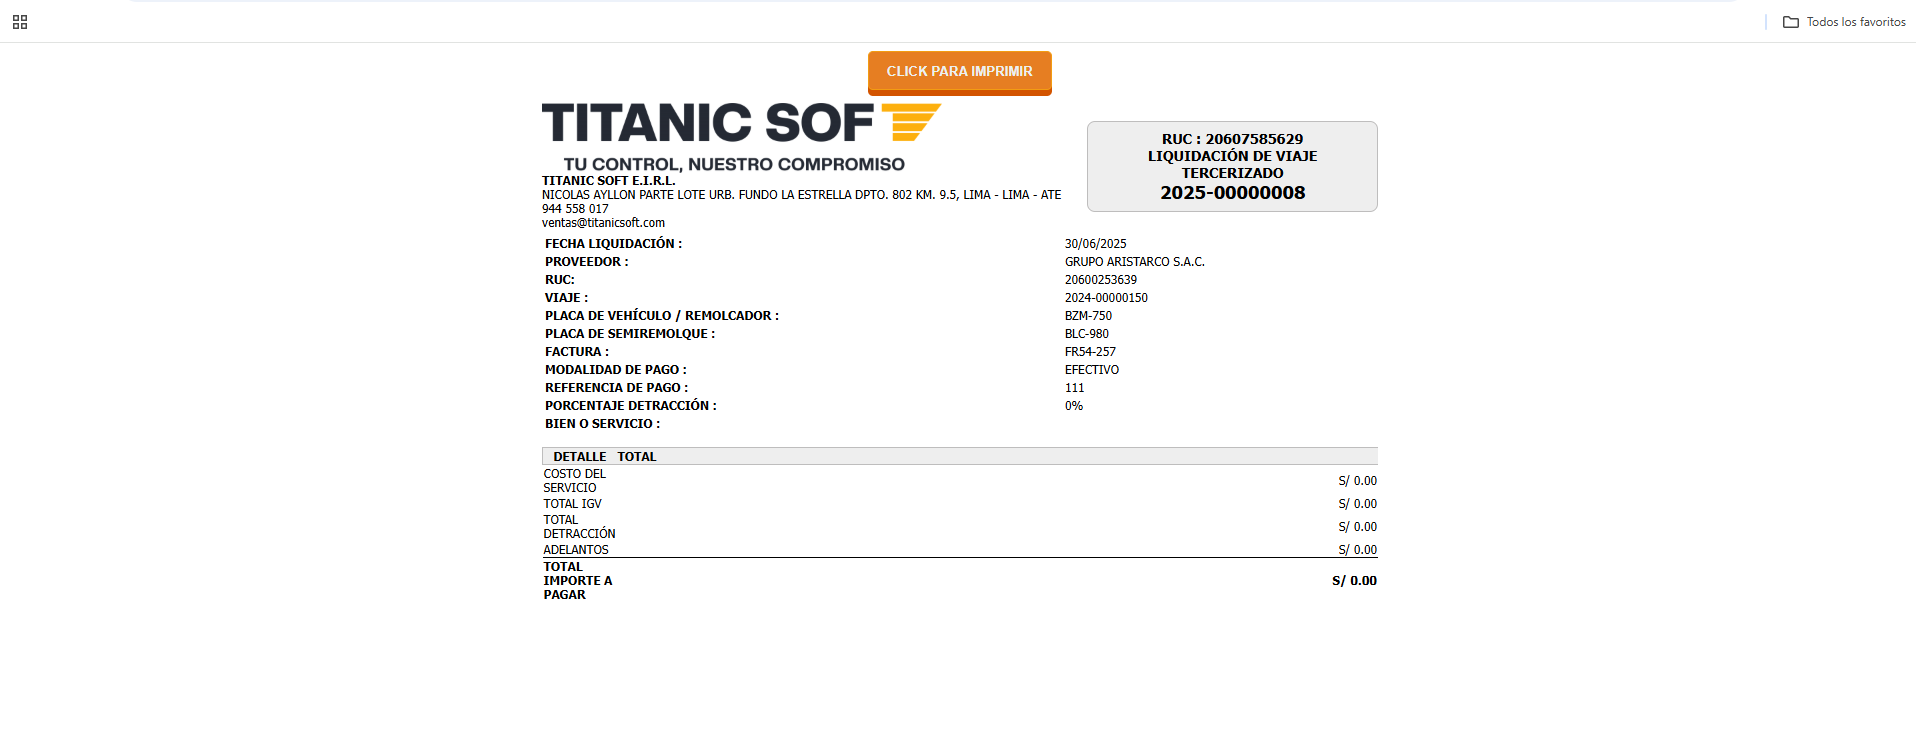 Todos los favoritos
CLICK PARA IMPRIMIR
TITANIC SOF
TU CONTROL, NUESTRO COMPROMISO
TITANIC SOFT E.I.R.L.
NICOLAS AYLLON PARTE LOTE URB. FUNDO LA ESTRELLA DPTO. 802 KM. 9.5, LIMA - LIMA - ATE
944 558 017
ventas@titanicsoft.com
RUC : 20607585629
LIQUIDACIÓN DE VIAJE
TERCERIZADO
2025-00000008
FECHA LIQUIDACIÓN : 30/06/2025
PROVEEDOR : GRUPO ARISTARCO S.A.C.
RUC: 20600253639
VIAJE : 2024-00000150
PLACA DE VEHÍCULO / REMOLCADOR : BZM-750
PLACA DE SEMIREMOLQUE : BLC-980
FACTURA : FR54-257
MODALIDAD DE PAGO : EFECTIVO
REFERENCIA DE PAGO : 111
PORCENTAJE DETRACCIÓN : 0%
BIEN O SERVICIO :
DETALLE TOTAL
COSTO DEL
SERVICIO S/ 0.00
TOTAL IGV S/ 0.00
TOTAL
DETRACCIÓN S/ 0.00
ADELANTOS S/ 0.00
TOTAL
IMPORTE A S/ 0.00
PAGAR